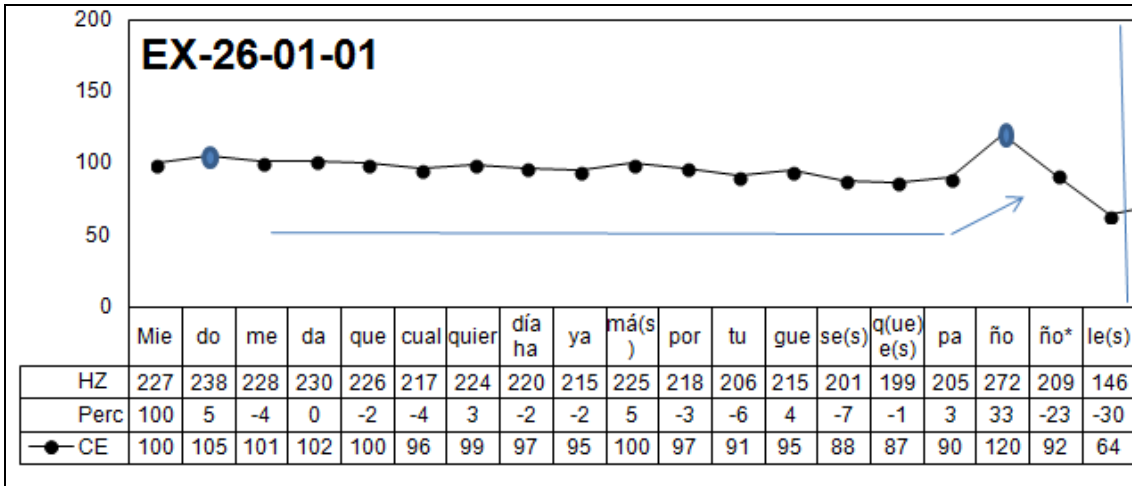 200
EX-26-01-01
150
100
50
0
Mie do me da que cual quier día ha ya má(s) por tu gue se(s) q(ue) e(s) pa ño ño* le(s)
HZ 227 238 228 230 226 217 224 220 215 225 218 206 215 201 199 205 272 209 146
Perc 100 5 -4 0 -2 -4 3 -2 -2 5 -3 -6 4 -7 -1 3 33 -23 -30
CE 100 105 101 102 100 96 99 97 95 100 97 91 95 88 87 90 120 92 64